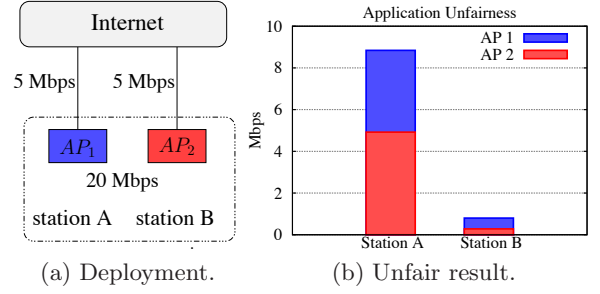 Internet
5 Mbps 5 Mbps
AP1 AP2
20 Mbps
station A station B
(a) Deployment.
Application Unfairness
AP 1
AP 2
10
8
6
4
2
0
Mbps
Station A Station B
(b) Unfair result.